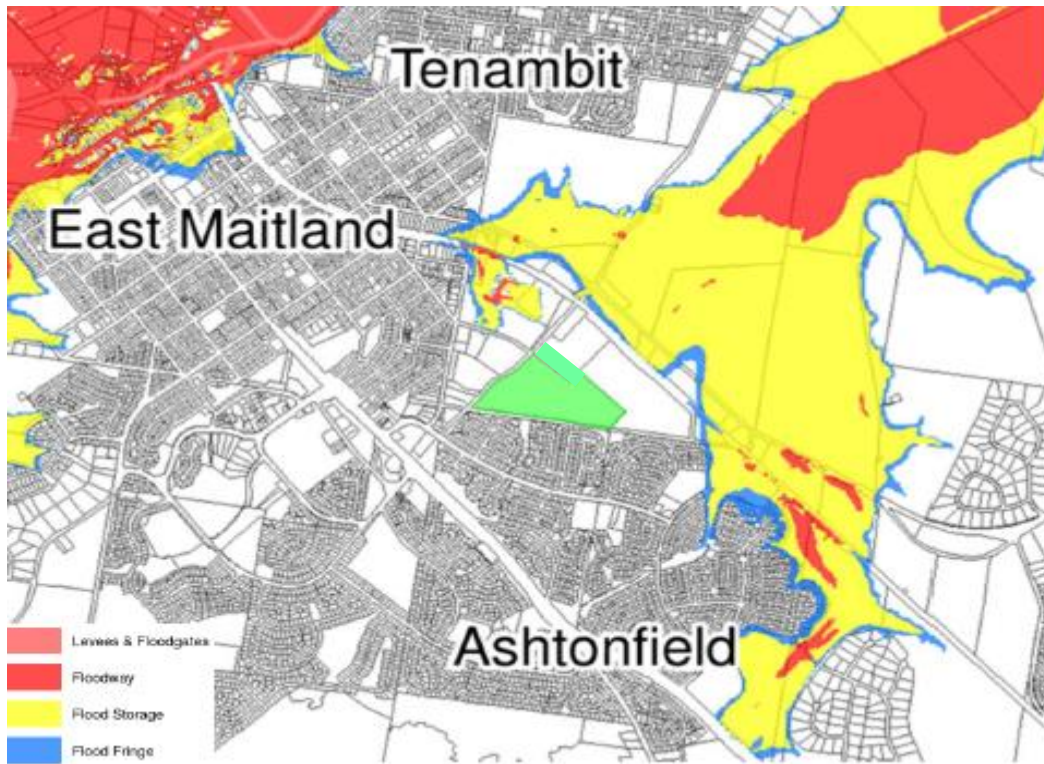 Tenambit
East Maitland
Ashtonfield
Levees & Floodgates
Floodway
Flood Storage
Flood Fringe